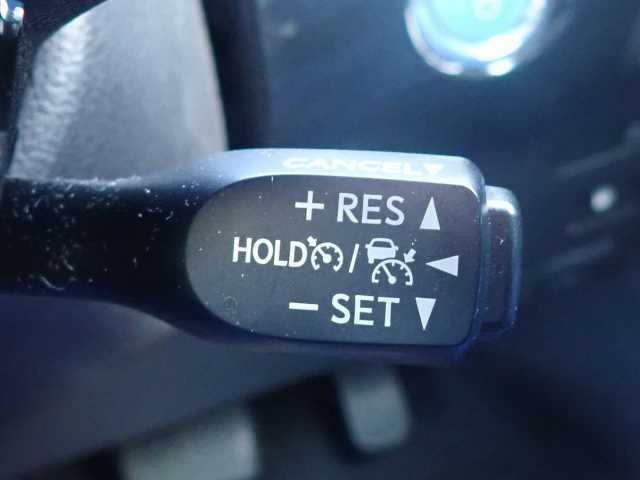 CANCEL
+ RES
HOLD /
− SET